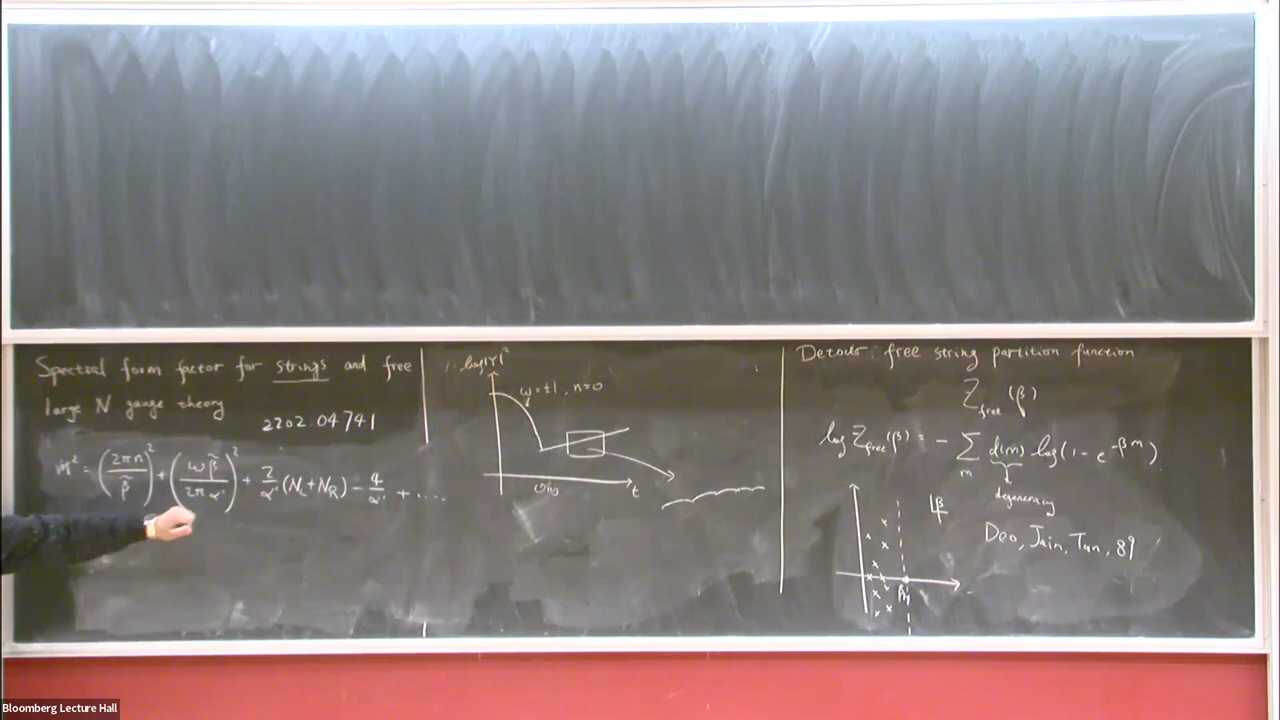 Spectral form factor for strings and free
large N gauge theory
2202.04741
m² = (2πn/β̃)² + (wβ̃/2πα')² + 2/α' (N_L+N_R) − 4/α' + ....
log|Y|²
w=±1, n=0
t
Detour: free string partition function
Z_free(β)
log Z_free(β) = − Σ_m d(m) log(1 − e^{−βm})
degeneracy
β
Deo, Jain, Tan, 89
β_H
Bloomberg Lecture Hall